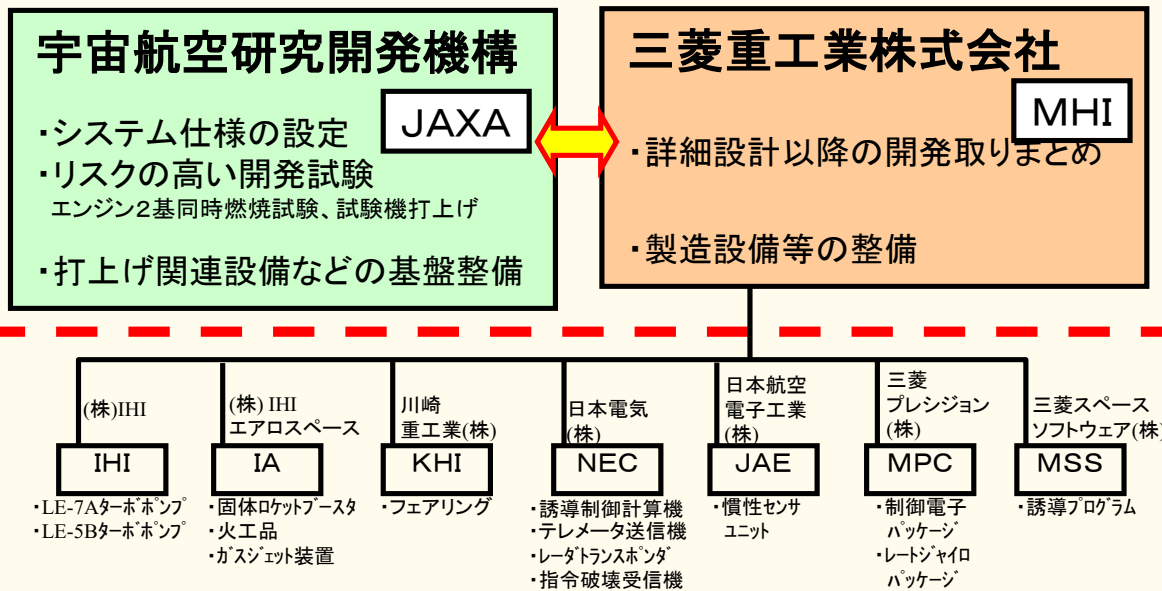 宇宙航空研究開発機構
JAXA
・システム仕様の設定
・リスクの高い開発試験
エンジン2基同時燃焼試験、試験機打上げ
・打上げ関連設備などの基盤整備
三菱重工業株式会社
MHI
・詳細設計以降の開発取りまとめ
・製造設備等の整備
(株)IHI
IHI
・LE-7Aターボポンプ
・LE-5Bターボポンプ
(株) IHI
エアロスペース
IA
・固体ロケットブースタ
・火工品
・ガスジェット装置
川崎
重工業(株)
KHI
・フェアリング
日本電気
(株)
NEC
・誘導制御計算機
・テレメータ送信機
・レーダトランスポンダ
・指令破壊受信機
日本航空
電子工業
(株)
JAE
・慣性センサ
ユニット
三菱
プレシジョン
(株)
MPC
・制御電子
パッケージ
・レートジャイロ
パッケージ
三菱スペース
ソフトウェア(株)
MSS
・誘導プログラム